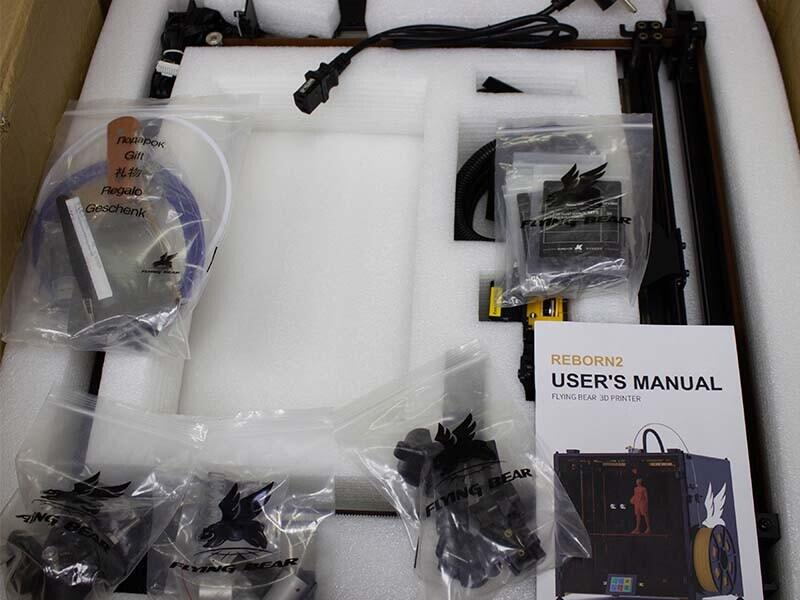 Подарок
Gift
礼物
Regalo
Geschenk
FLYING BEAR
FLYING BEAR
REBORN2
USER'S MANUAL
FLYING BEAR 3D PRINTER
FLYING BEAR
FLYING BEAR
FLYING BEAR